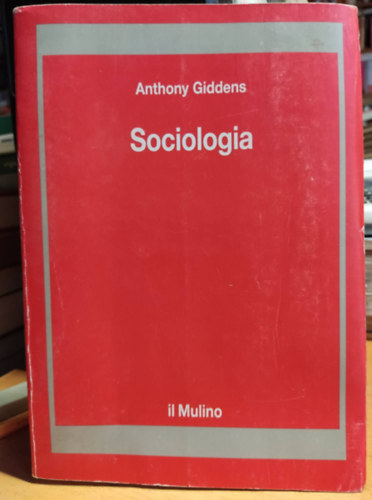 Anthony Giddens
Sociologia
il Mulino